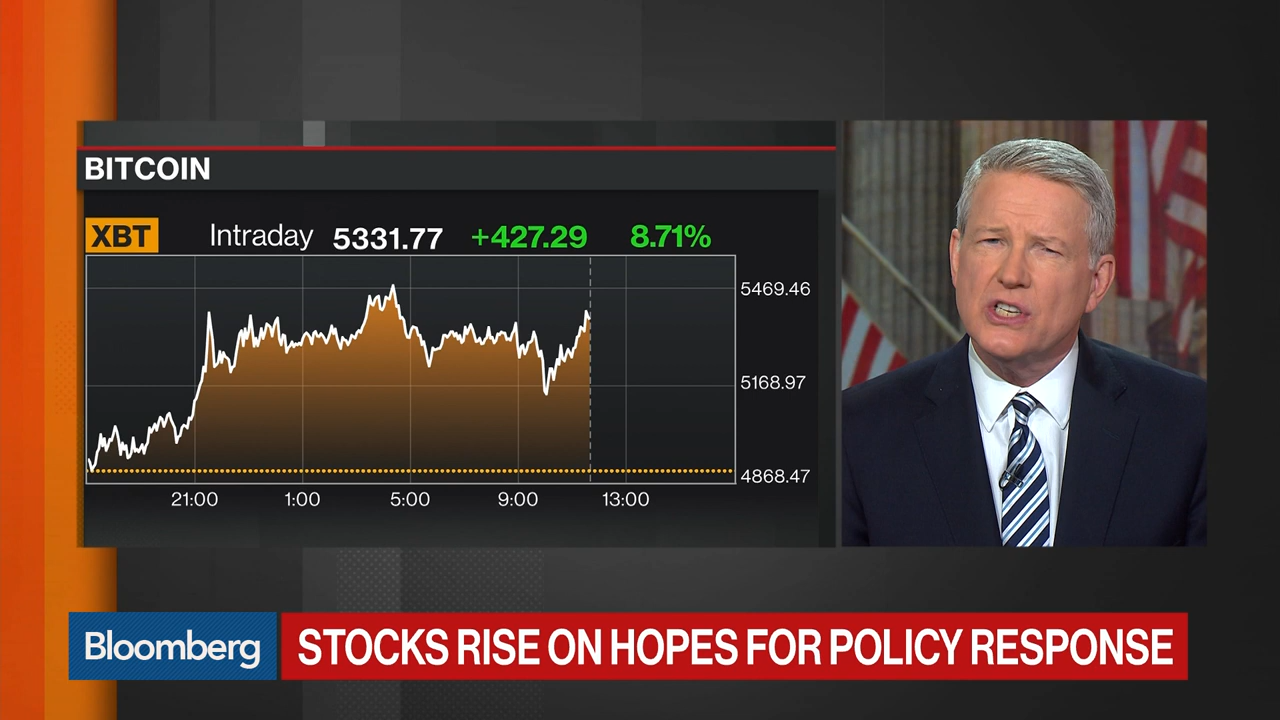 BITCOIN
XBT Intraday 5331.77 +427.29 8.71%
5469.46
5168.97
4868.47
21:00 1:00 5:00 9:00 13:00
Bloomberg STOCKS RISE ON HOPES FOR POLICY RESPONSE